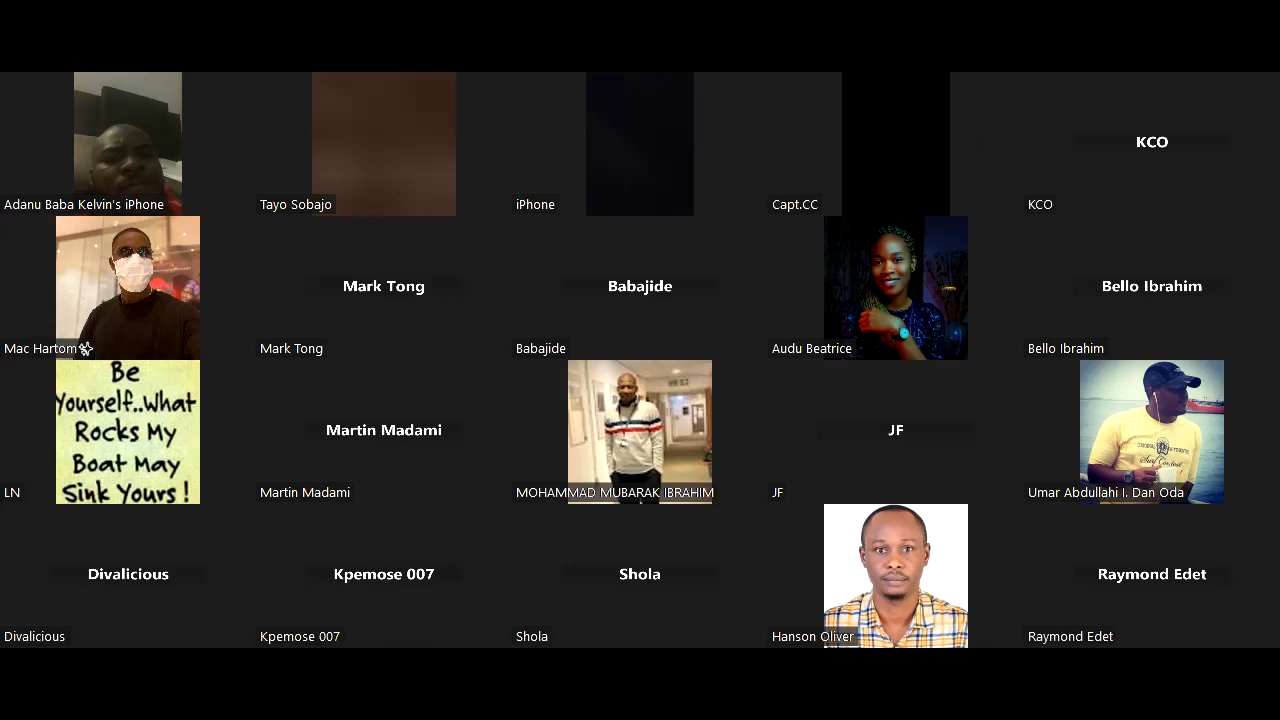 KCO
Adanu Baba Kelvin's iPhone
Tayo Sobajo
iPhone
Capt.CC
KCO
Mark Tong
Babajide
Bello Ibrahim
Mac Hartom
Mark Tong
Babajide
Audu Beatrice
Bello Ibrahim
Be
Yourself..What
Rocks My
Boat May
Sink Yours!
Martin Madami
JF
LN
Martin Madami
MOHAMMAD MUBARAK IBRAHIM
JF
Surf Contest
Umar Abdullahi I. Dan Oda
Divalicious
Kpemose 007
Shola
Raymond Edet
Divalicious
Kpemose 007
Shola
Hanson Oliver
Raymond Edet